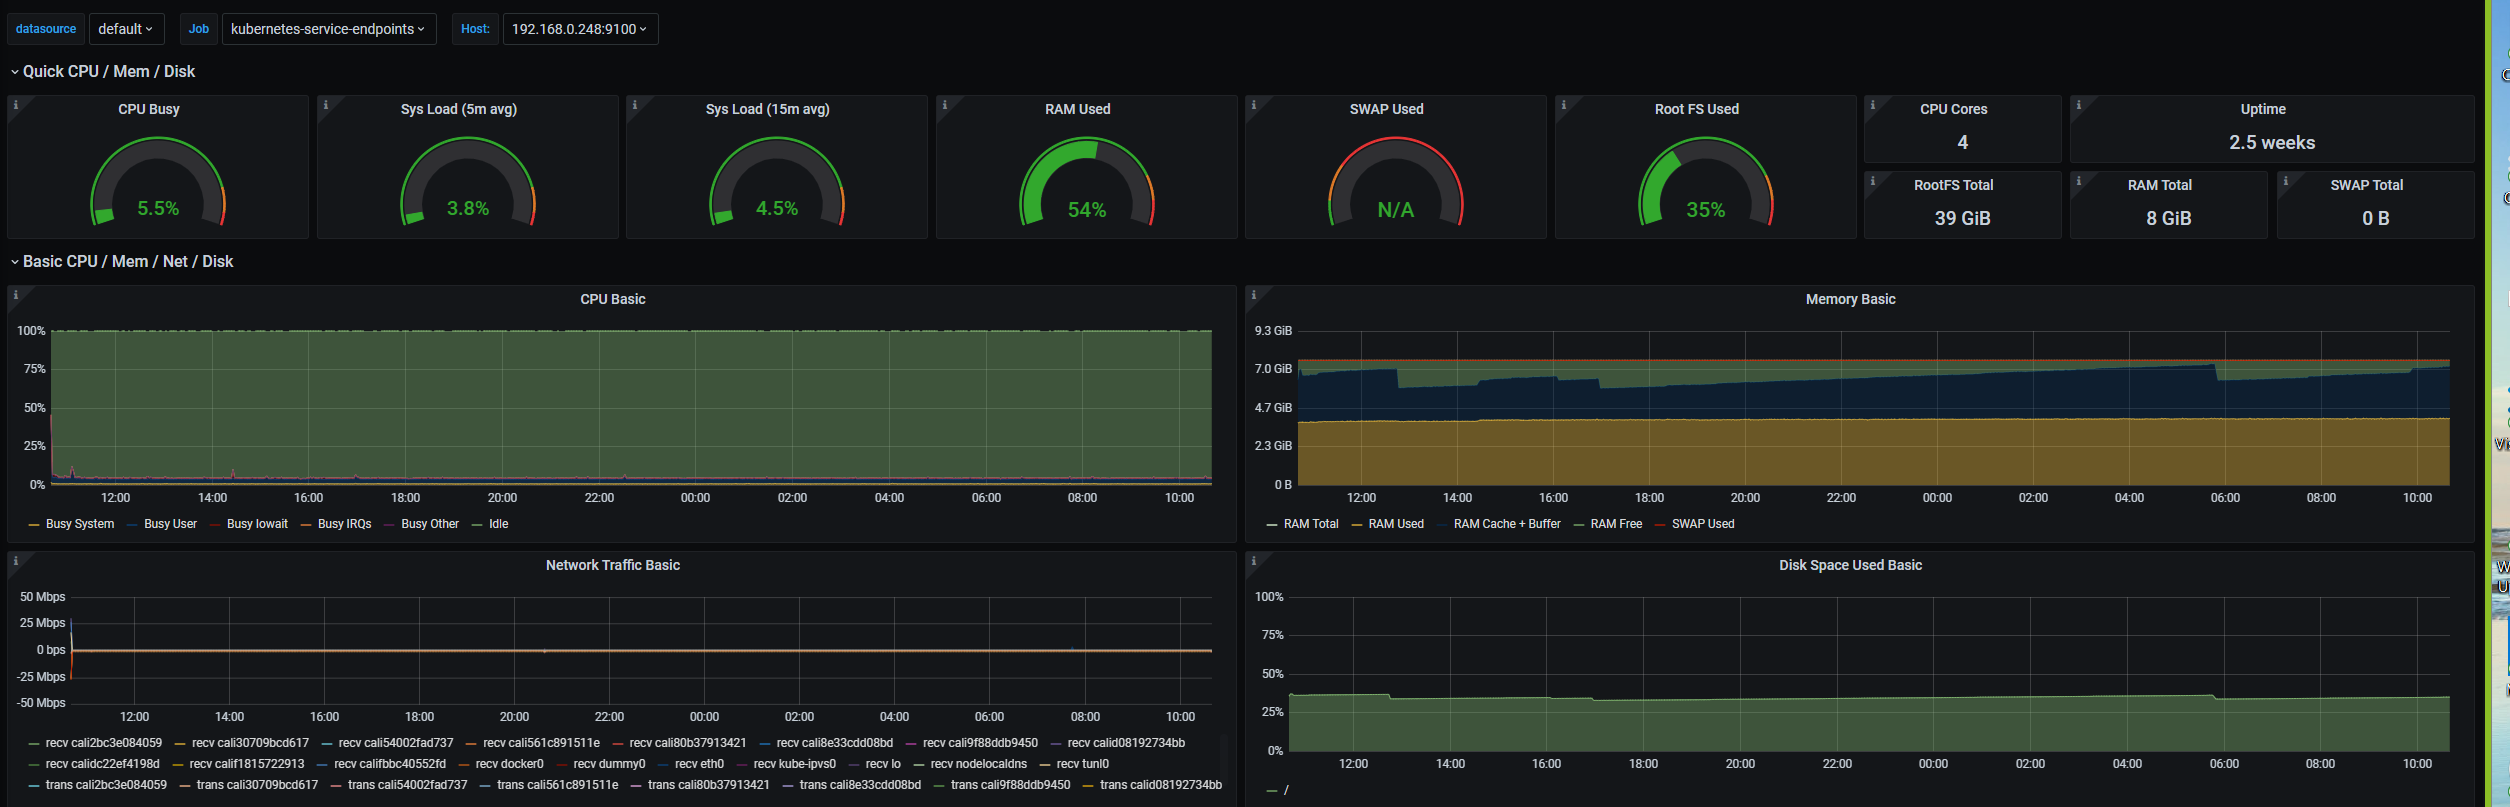 datasource default Job kubernetes-service-endpoints Host: 192.168.0.248:9100
Quick CPU / Mem / Disk
CPU Busy
5.5%
Sys Load (5m avg)
3.8%
Sys Load (15m avg)
4.5%
RAM Used
54%
SWAP Used
N/A
Root FS Used
35%
CPU Cores
4
Uptime
2.5 weeks
RootFS Total
39 GiB
RAM Total
8 GiB
SWAP Total
0 B
Basic CPU / Mem / Net / Disk
CPU Basic
100%
75%
50%
25%
0%
12:00 14:00 16:00 18:00 20:00 22:00 00:00 02:00 04:00 06:00 08:00 10:00
Busy System Busy User Busy Iowait Busy IRQs Busy Other Idle
Memory Basic
9.3 GiB
7.0 GiB
4.7 GiB
2.3 GiB
0 B
12:00 14:00 16:00 18:00 20:00 22:00 00:00 02:00 04:00 06:00 08:00 10:00
RAM Total RAM Used RAM Cache + Buffer RAM Free SWAP Used
Network Traffic Basic
50 Mbps
25 Mbps
0 bps
-25 Mbps
-50 Mbps
12:00 14:00 16:00 18:00 20:00 22:00 00:00 02:00 04:00 06:00 08:00 10:00
recv cali2bc3e084059 recv cali30709bcd617 recv cali54002fad737 recv cali561c891511e recv cali80b37913421 recv cali8e33cdd08bd recv cali9f88ddb9450 recv calid08192734bb
recv calidc22ef4198d recv calif1815722913 recv califbbc40552fd recv docker0 recv dummy0 recv eth0 recv kube-ipvs0 recv lo recv nodelocaldns recv tunl0
trans cali2bc3e084059 trans cali30709bcd617 trans cali54002fad737 trans cali561c891511e trans cali80b37913421 trans cali8e33cdd08bd trans cali9f88ddb9450 trans calid08192734bb
Disk Space Used Basic
100%
75%
50%
25%
0%
12:00 14:00 16:00 18:00 20:00 22:00 00:00 02:00 04:00 06:00 08:00 10:00
/